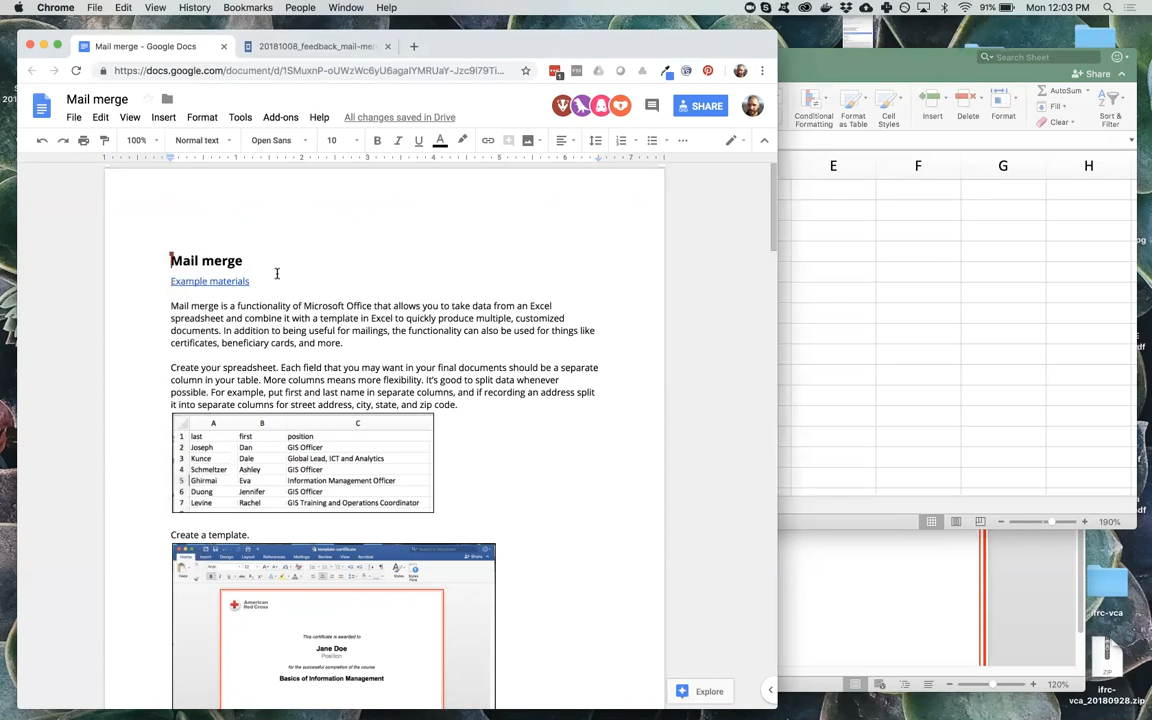 Chrome File Edit View History Bookmarks People Window Help 91% Mon 12:03 PM
Mail merge - Google Docs 20181008_feedback_mail-mer
https://docs.google.com/document/d/1SMuxnP-oUWzWc6yU6agaIYMRUaY-Jzc9l79Ti...
Mail merge
File Edit View Insert Format Tools Add-ons Help All changes saved in Drive
SHARE
100% Normal text Open Sans 10 B I U A
1 1 2 3 4 5 6 7
Mail merge
Example materials
Mail merge is a functionality of Microsoft Office that allows you to take data from an Excel
spreadsheet and combine it with a template in Excel to quickly produce multiple, customized
documents. In addition to being useful for mailings, the functionality can also be used for things like
certificates, beneficiary cards, and more.
Create your spreadsheet. Each field that you may want in your final documents should be a separate
column in your table. More columns means more flexibility. It's good to split data whenever
possible. For example, put first and last name in separate columns, and if recording an address split
it into separate columns for street address, city, state, and zip code.
A B C
1 last first position
2 Joseph Dan GIS Officer
3 Kunce Dale Global Lead, ICT and Analytics
4 Schmeltzer Ashley GIS Officer
5 Ghirmai Eva Information Management Officer
6 Duong Jennifer GIS Officer
7 Levine Rachel GIS Training and Operations Coordinator
Create a template.
template-certificate
American
Red Cross
This certificate is awarded to
Jane Doe
Position
for the successful completion of the course
Basics of Information Management
Explore
Search Sheet
Share
Conditional
Formatting
Format
as Table
Cell
Styles
Insert
Delete
Format
AutoSum
Fill
Clear
Sort &
Filter
E F G H
190%
120%
ifrc-vca
ZIP
ifrc-
vca_20180928.zip